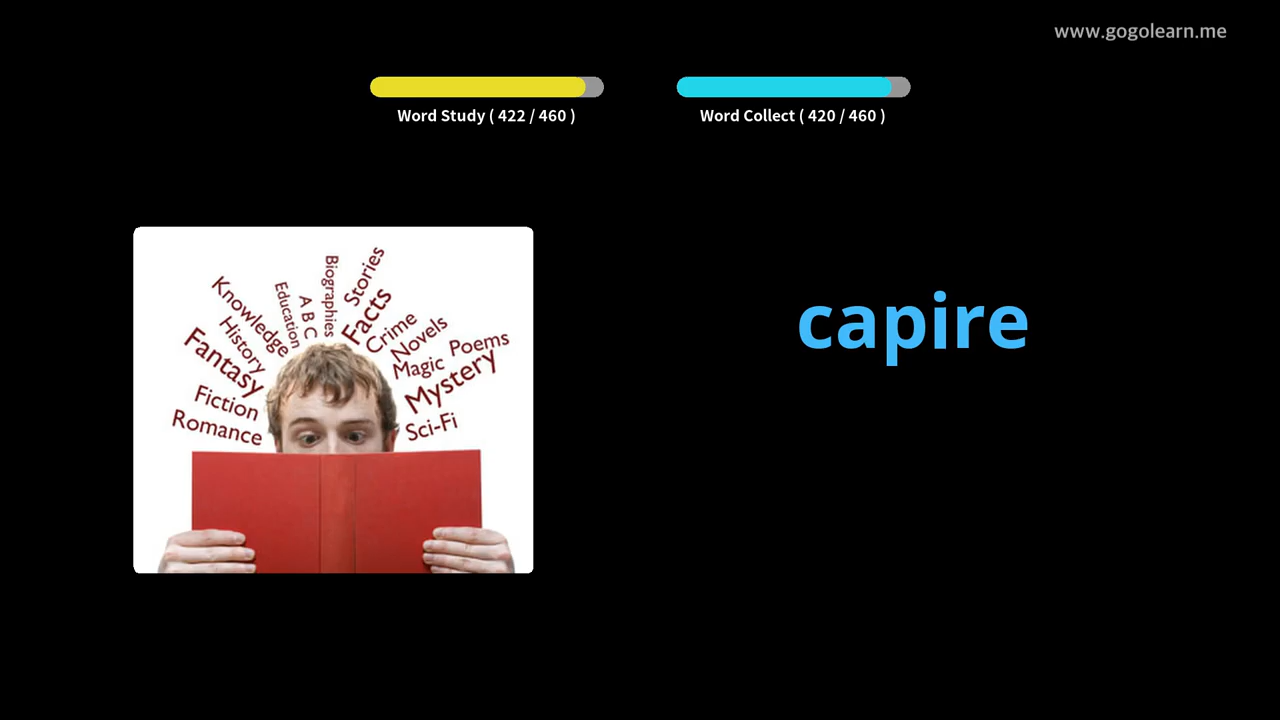 www.gogolearn.me
Word Study ( 422 / 460 )
Word Collect ( 420 / 460 )
Biographies
Stories
Knowledge
Education
A B C
Facts
Crime
History
Novels
Poems
Fantasy
Magic
Mystery
Fiction
Romance
Sci-Fi
capire